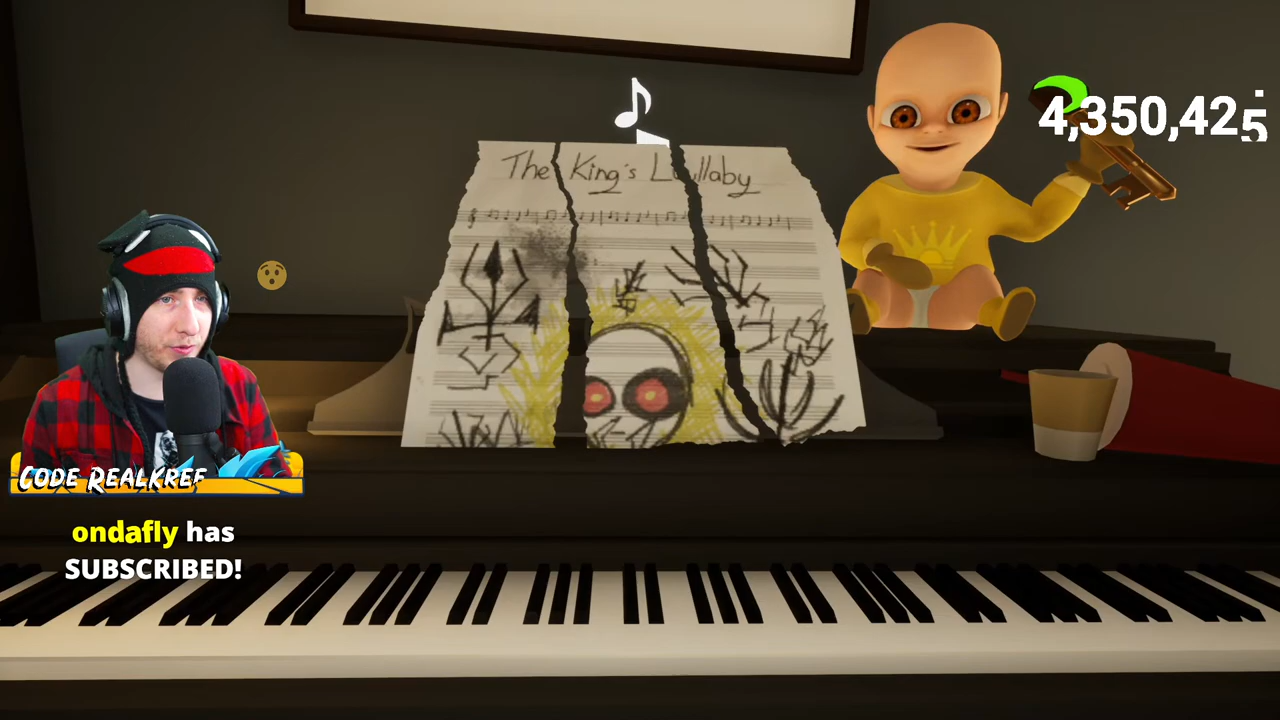 The King's Lullaby
4,350,425
CODE REALKREF
ondafly has
SUBSCRIBED!